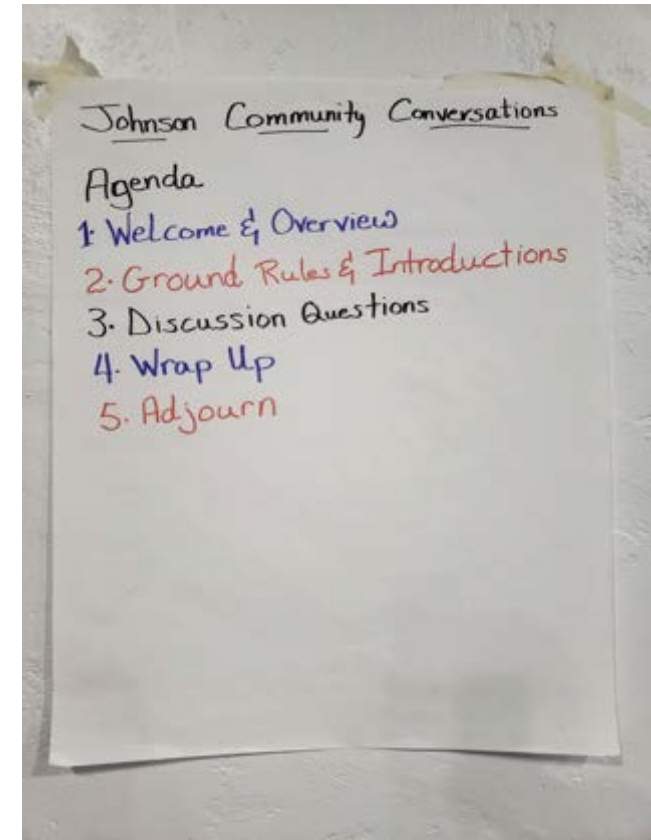 Johnson Community Conversations
Agenda
1. Welcome & Overview
2. Ground Rules & Introductions
3. Discussion Questions
4. Wrap Up
5. Adjourn